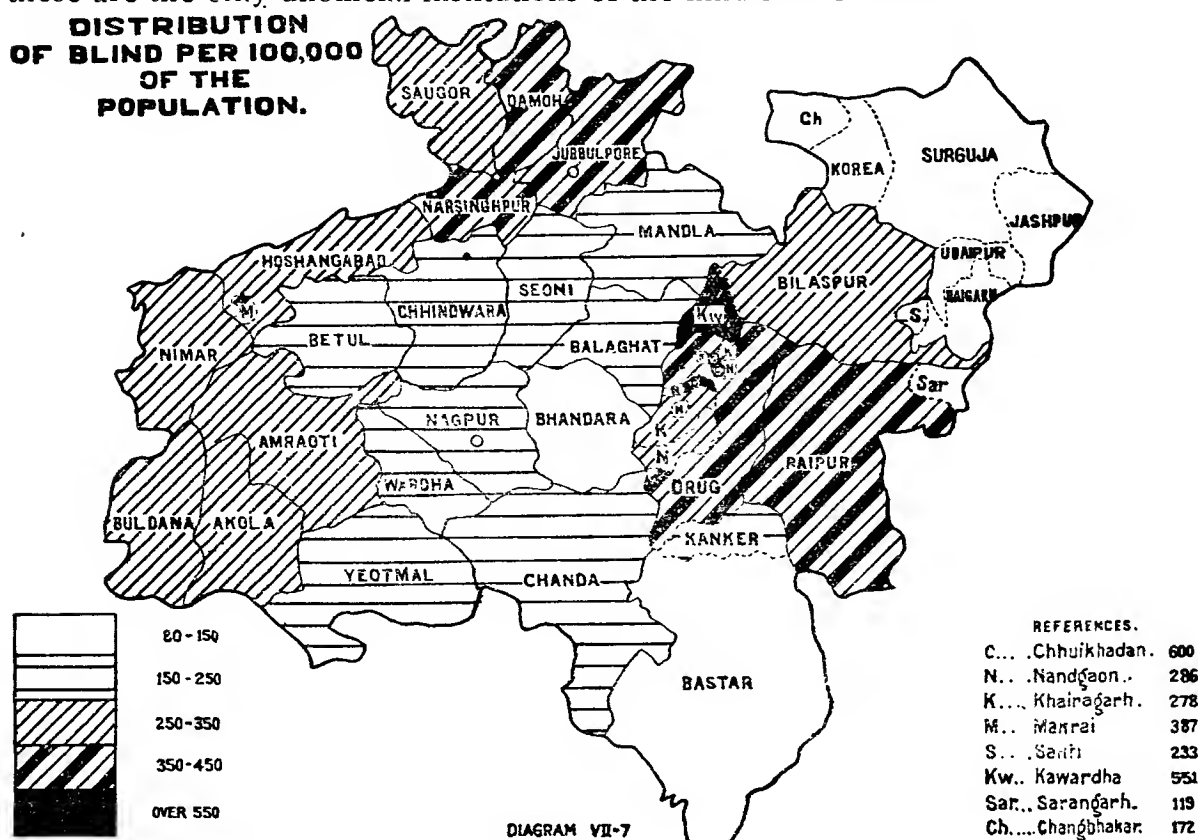 DISTRIBUTION
OF BLIND PER 100,000
OF THE
POPULATION.
SAUGOR
DAMOH
JUBBULPORE
NARSINGHPUR
HOSHANGABAD
MANDLA
Ch
KOREA
SURGUJA
JASHPUR
UDAIPUR
RAIGARH
BILASPUR
S.
Sar
M
NIMAR
BETUL
CHHINDWARA
SEONI
BALAGHAT
Kw
NAGPUR
BHANDARA
AMRAOTI
WARDHA
K
N
DRUG
RAIPUR
BULDANA
AKOLA
KANKER
YEOTMAL
CHANDA
BASTAR
80-150
150-250
250-350
350-450
OVER 550
REFERENCES.
C... .Chhuikhadan. 600
N.. . Nandgaon.. 286
K..., Khairagarh. 278
M.. Makrai 387
S... .Sakti 233
Kw.. Kawardha 551
Sar... Sarangarh. 119
Ch.... Changbhakar. 172
DIAGRAM VII-7